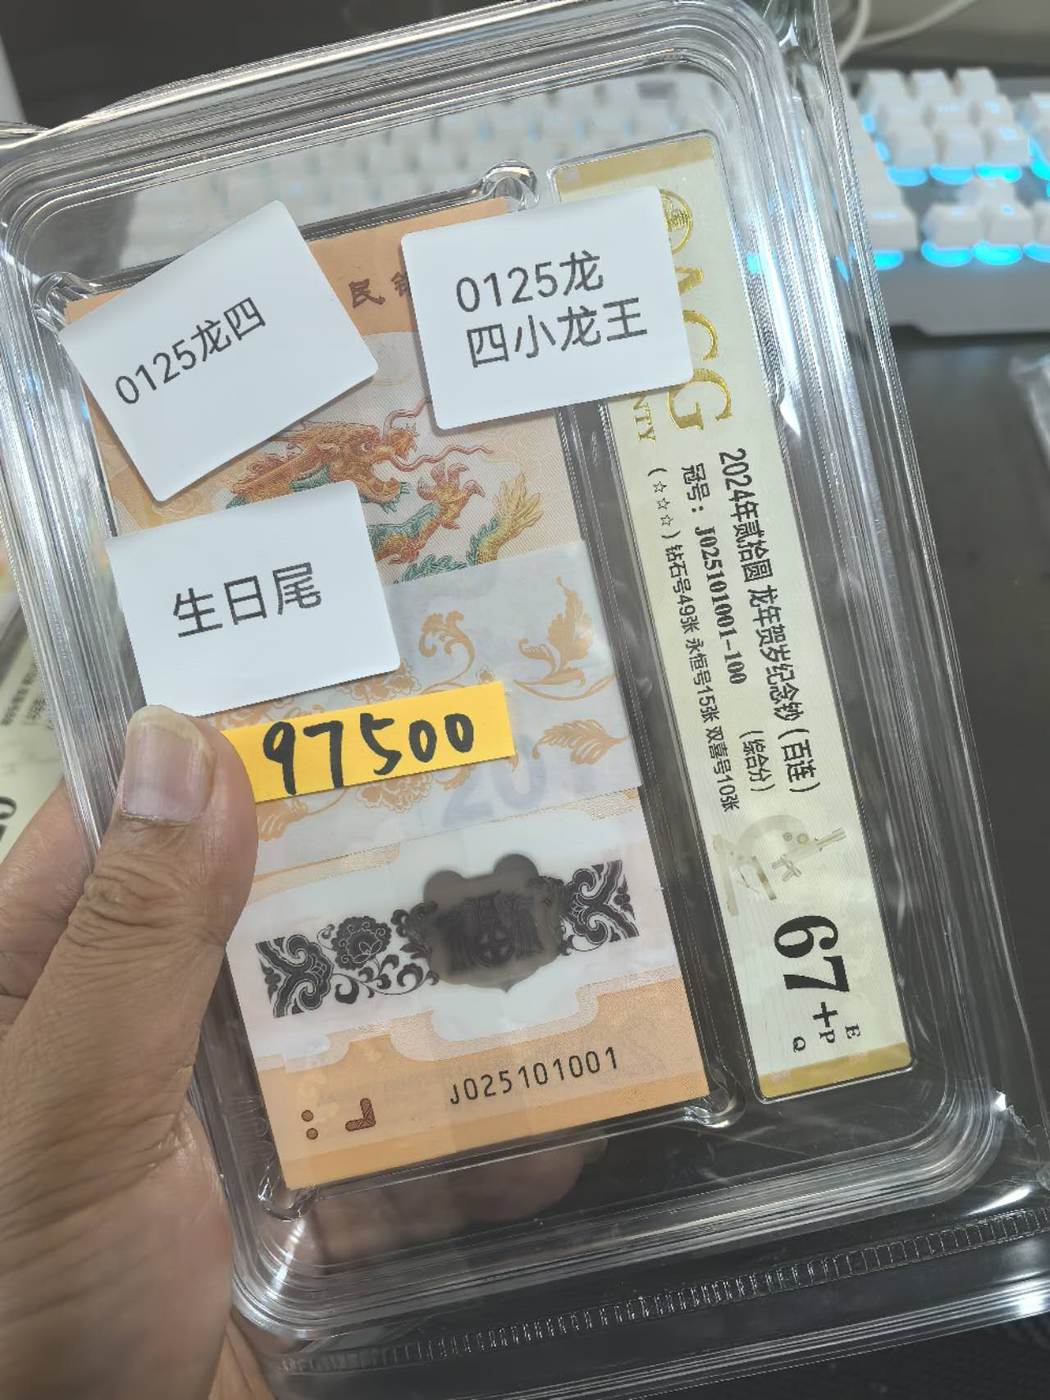 0125龙四
0125龙
四小龙王
生日尾
97500
民
J025101001
ACG
NTY
2024年贰拾圆 龙年贺岁纪念钞（百连）
冠号：J025101001-100
（综合分）
（☆☆☆）钻石号49张 永恒号15张 双喜号10张
67+
E
P
Q